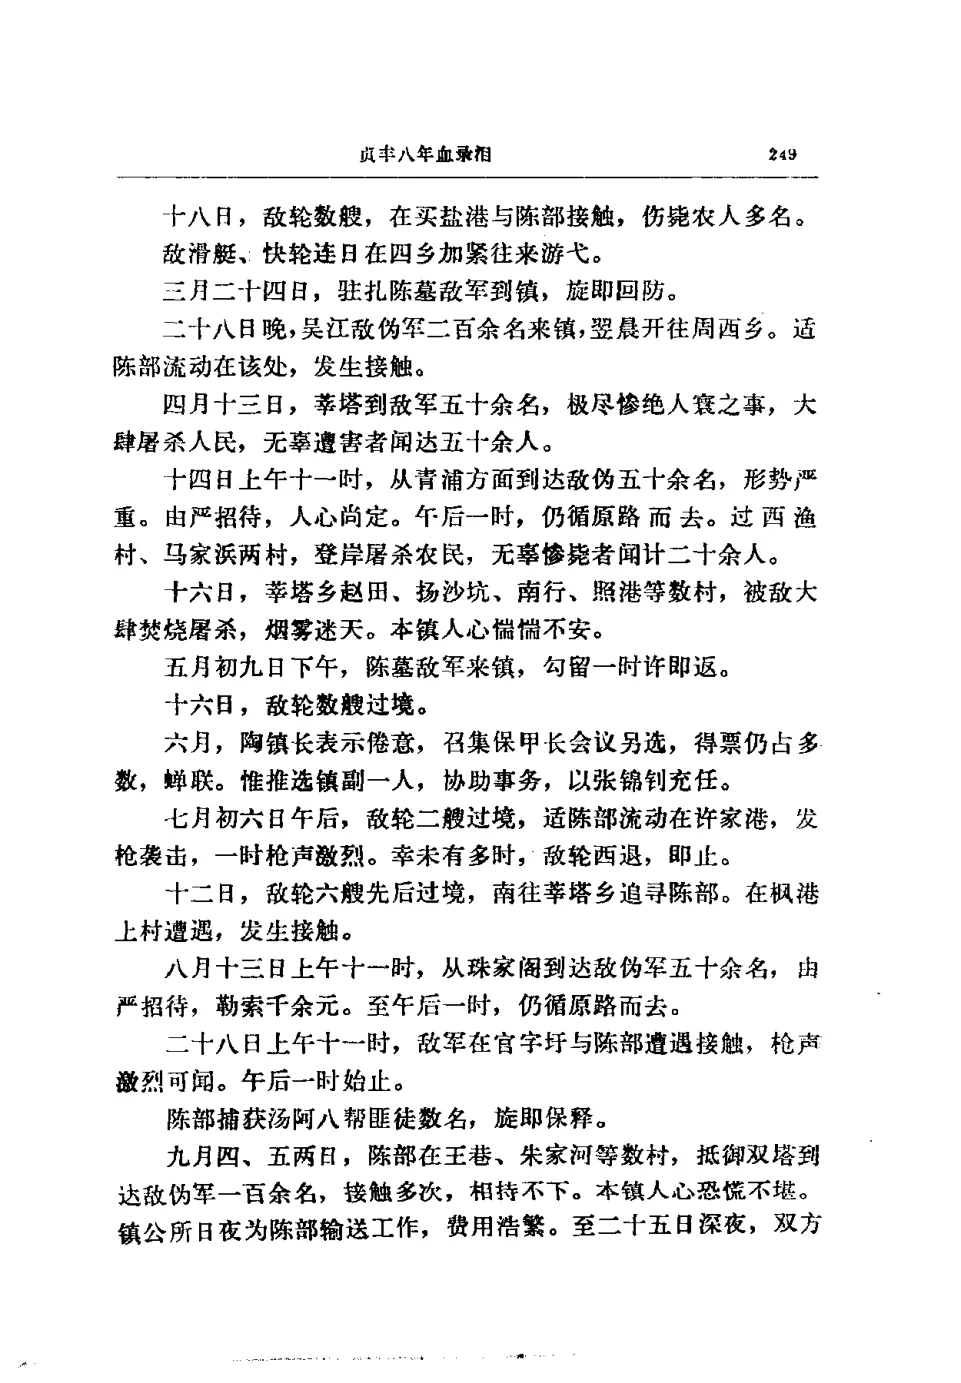 贞丰八年血录泪 249
十八日，敌轮数艘，在买盐港与陈部接触，伤毙农人多名。
敌滑艇、快轮连日在四乡加紧往来游弋。
三月二十四日，驻扎陈墓敌军到镇，旋即回防。
二十八日晚，吴江敌伪军二百余名来镇，翌晨开往周西乡。适
陈部流动在该处，发生接触。
四月十三日，莘塔到敌军五十余名，极尽惨绝人寰之事，大
肆屠杀人民，无辜遭害者闻达五十余人。
十四日上午十一时，从青浦方面到达敌伪五十余名，形势严
重。由严招待，人心尚定。午后一时，仍循原路而去。过西渔
村、马家浜两村，登岸屠杀农民，无辜惨毙者闻计二十余人。
十六日，莘塔乡赵田、扬沙坑、南行、照港等数村，被敌大
肆焚烧屠杀，烟雾迷天。本镇人心惴惴不安。
五月初九日下午，陈墓敌军来镇，勾留一时许即返。
十六日，敌轮数艘过境。
六月，陶镇长表示倦意，召集保甲长会议另选，得票仍占多
数，蝉联。惟推选镇副一人，协助事务，以张锦钊充任。
七月初六日午后，敌轮二艘过境，适陈部流动在许家港，发
枪袭击，一时枪声激烈。幸未有多时，敌轮西退，即止。
十二日，敌轮六艘先后过境，南往莘塔乡追寻陈部。在枫港
上村遭遇，发生接触。
八月十三日上午十一时，从珠家阁到达敌伪军五十余名，由
严招待，勒索千余元。至午后一时，仍循原路而去。
二十八日上午十一时，敌军在官字圩与陈部遭遇接触，枪声
激烈可闻。午后一时始止。
陈部捕获汤阿八帮匪徒数名，旋即保释。
九月四、五两日，陈部在王巷、朱家河等数村，抵御双塔到
达敌伪军一百余名，接触多次，相持不下。本镇人心恐慌不堪。
镇公所日夜为陈部输送工作，费用浩繁。至二十五日深夜，双方